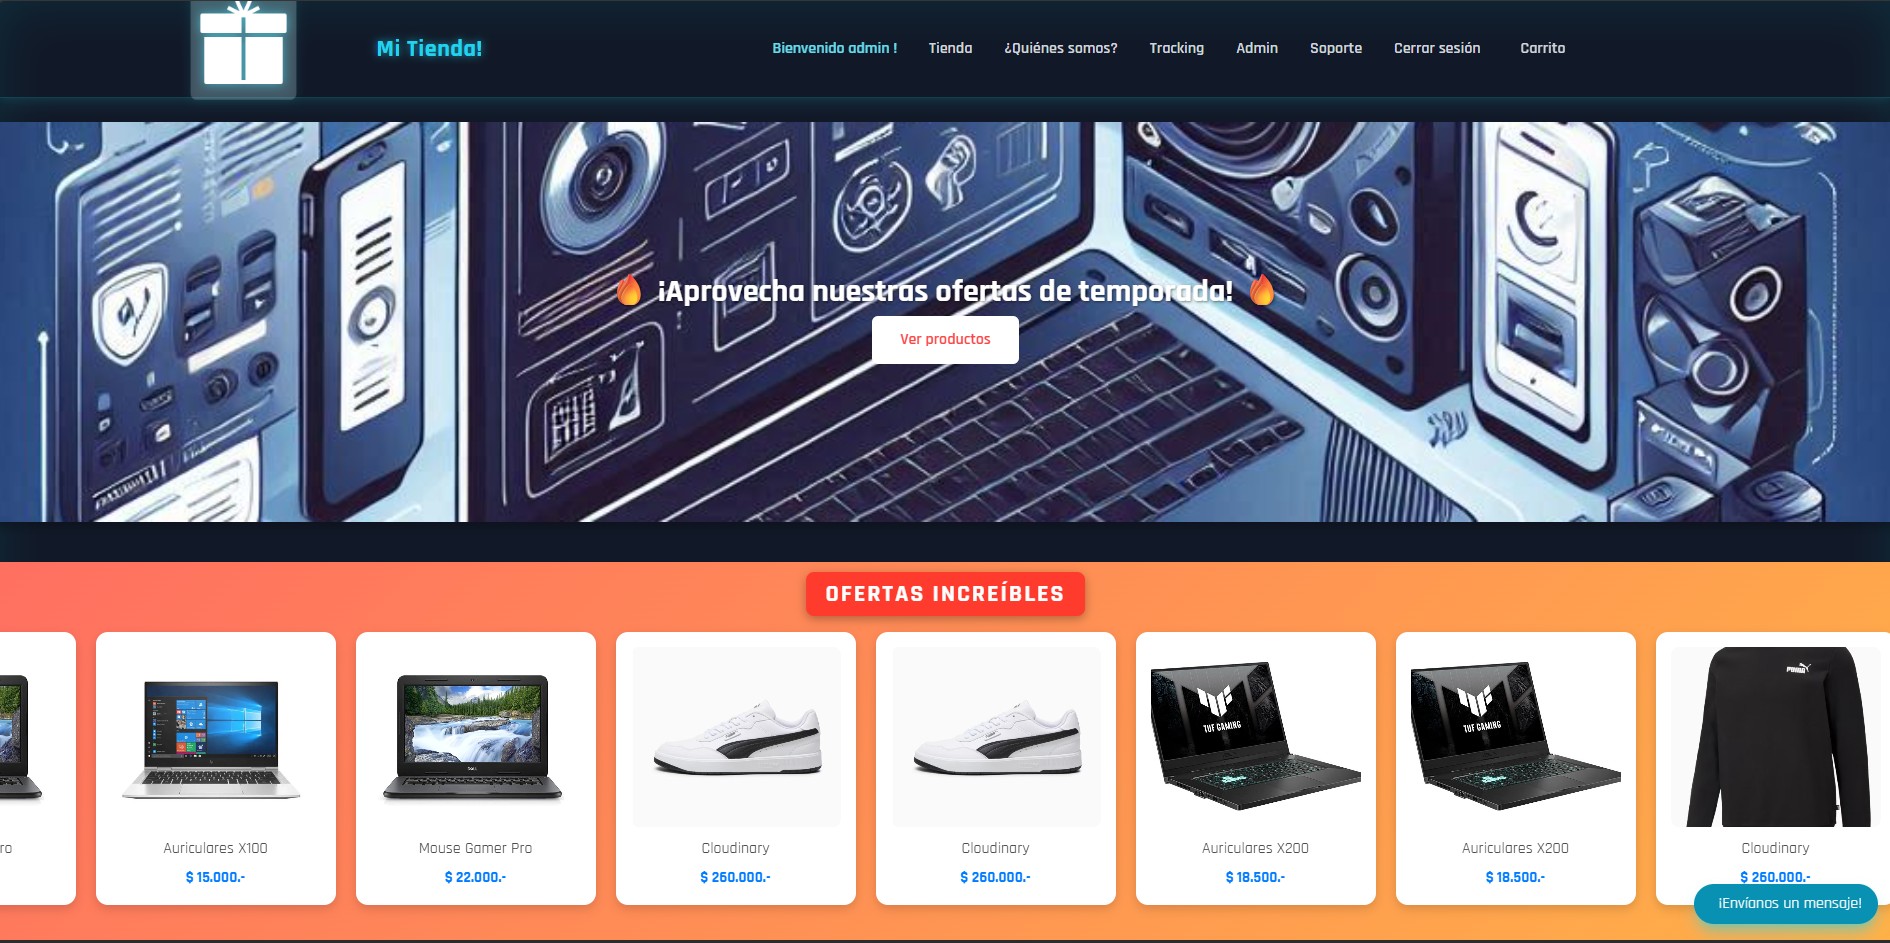 Mi Tienda!
Bienvenido admin !
Tienda
¿Quiénes somos?
Tracking
Admin
Soporte
Cerrar sesión
Carrito
🔥 ¡Aprovecha nuestras ofertas de temporada! 🔥
Ver productos
OFERTAS INCREÍBLES
ro
Auriculares X100
$ 15.000.-
Mouse Gamer Pro
$ 22.000.-
Cloudinary
$ 260.000.-
Cloudinary
$ 260.000.-
TUF GAMING
Auriculares X200
$ 18.500.-
TUF GAMING
Auriculares X200
$ 18.500.-
PUMA
Cloudinary
$ 260.000.-
¡Envíanos un mensaje!